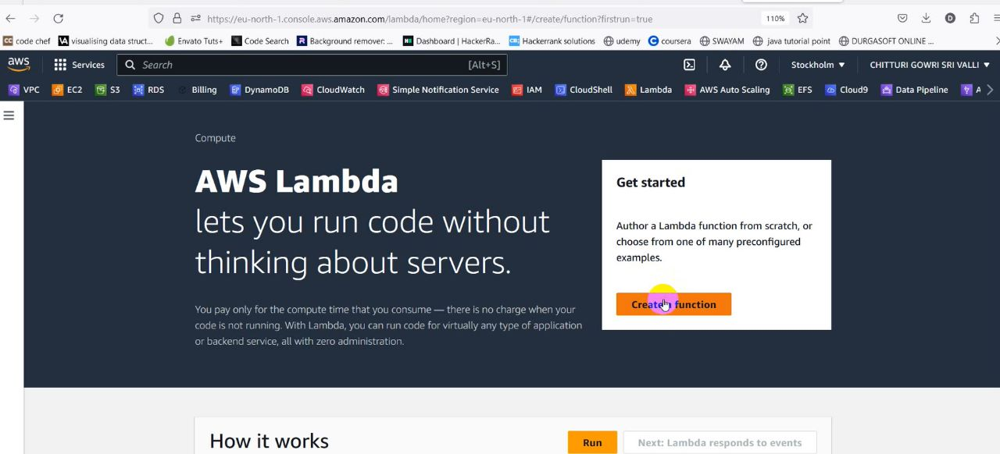 https://eu-north-1.console.aws.amazon.com/lambda/home?region=eu-north-1#/create/function?firstrun=true
110%
D
CC code chef
VA visualising data struct...
Envato Tuts+
Code Search
R Background remover: ...
Dashboard | HackerRa...
Hackerrank solutions
udemy
coursera
SWAYAM
java tutorial point
DURGASOFT ONLINE ...
aws
Services
Search
[Alt+S]
Stockholm
CHITTURI GOWRI SRI VALLI
VPC
EC2
S3
RDS
Billing
DynamoDB
CloudWatch
Simple Notification Service
IAM
CloudShell
Lambda
AWS Auto Scaling
EFS
Cloud9
Data Pipeline
A
Compute
AWS Lambda
lets you run code without
thinking about servers.
You pay only for the compute time that you consume — there is no charge when your
code is not running. With Lambda, you can run code for virtually any type of application
or backend service, all with zero administration.
Get started
Author a Lambda function from scratch, or
choose from one of many preconfigured
examples.
Create a function
How it works
Run
Next: Lambda responds to events